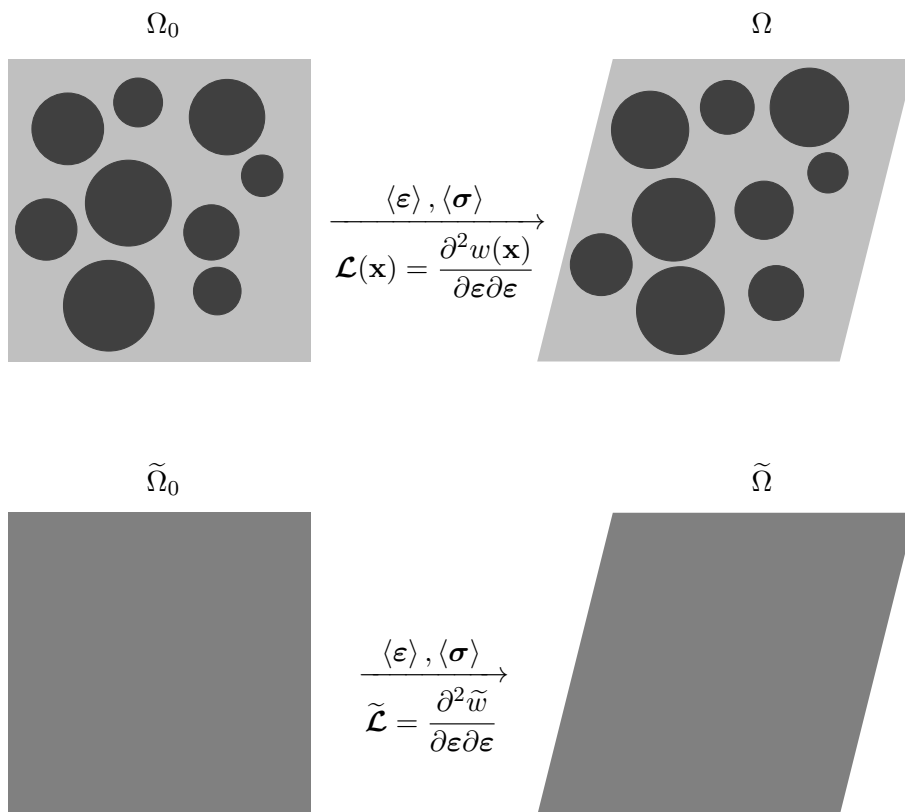 Ω₀ Ω
⟨𝜺⟩ , ⟨𝝈⟩
𝓛(𝐱) = ∂²w(𝐱) / ∂𝜺∂𝜺
Ω̃₀ Ω̃
⟨𝜺⟩ , ⟨𝝈⟩
𝓛̃ = ∂²w̃ / ∂𝜺∂𝜺